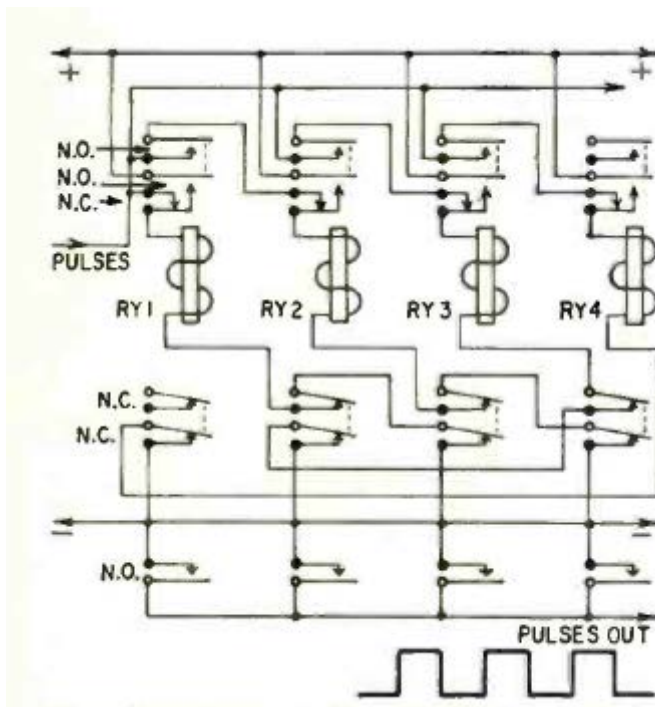 + +
N.O.
N.O.
N.C.
PULSES
RY1 RY2 RY3 RY4
N.C.
N.C.
− −
N.O.
PULSES OUT